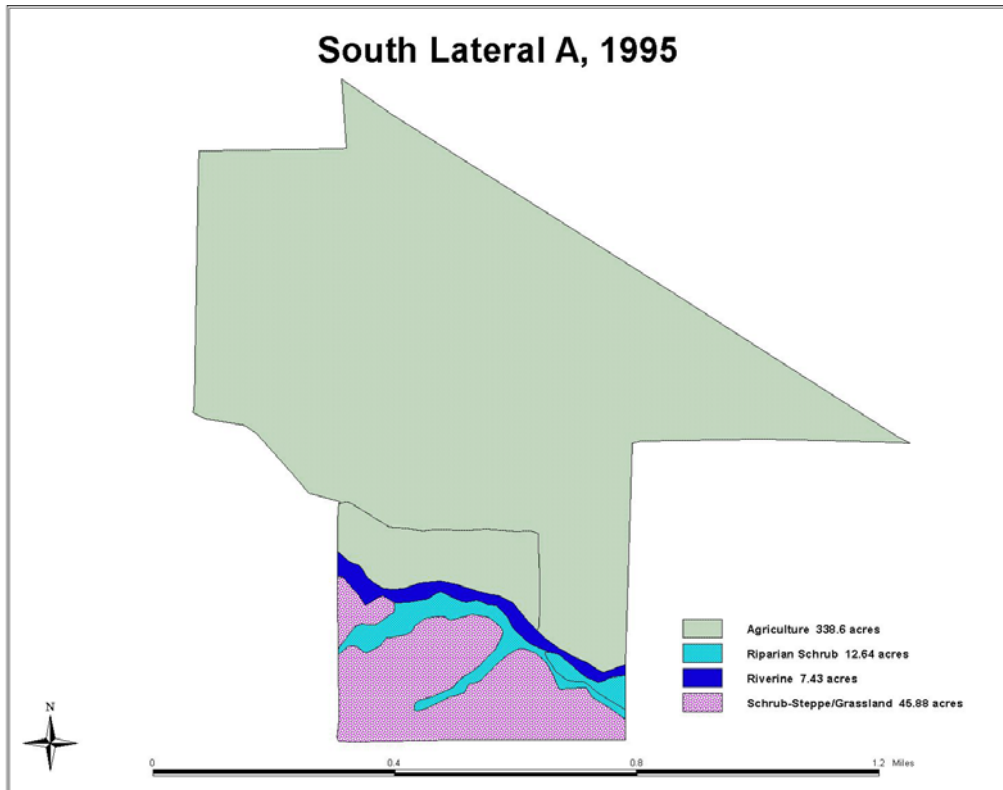 South Lateral A, 1995
Agriculture 338.6 acres
Riparian Schrub 12.64 acres
Riverine 7.43 acres
Schrub-Steppe/Grassland 45.88 acres
N
0 0.4 0.8 1.2 Miles